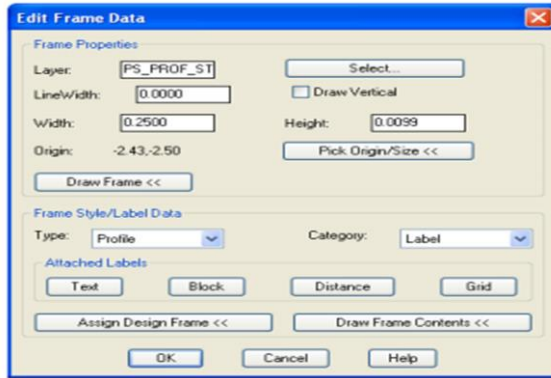 Edit Frame Data
Frame Properties
Layer: PS_PROF_ST Select...
LineWidth: 0.0000 Draw Vertical
Width: 0.2500 Height: 0.0099
Origin: -2.43,-2.50 Pick Origin/Size <<
Draw Frame <<
Frame Style/Label Data
Type: Profile Category: Label
Attached Labels
Text Block Distance Grid
Assign Design Frame << Draw Frame Contents <<
OK Cancel Help